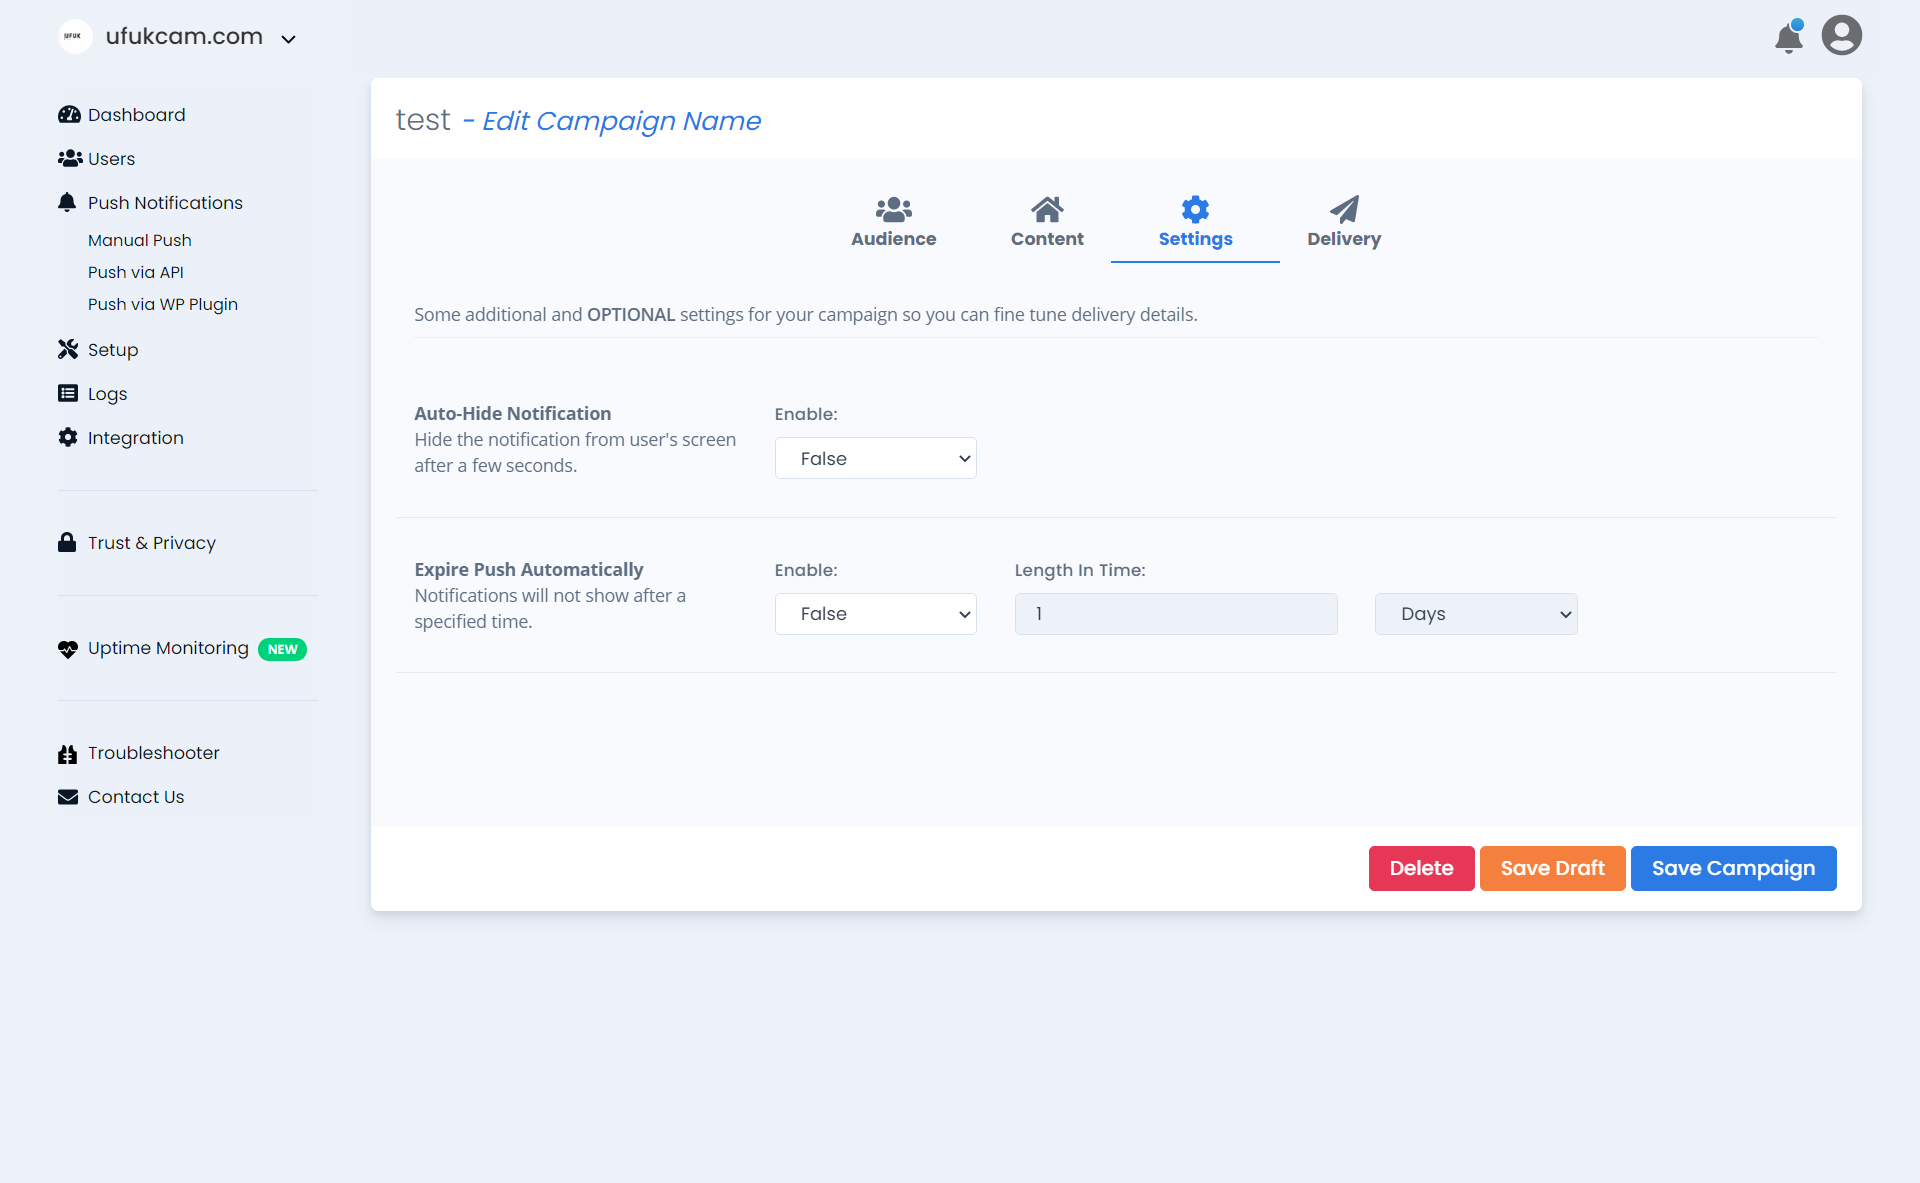 UFUK
ufukcam.com
Dashboard
Users
Push Notifications
Manual Push
Push via API
Push via WP Plugin
Setup
Logs
Integration
Trust & Privacy
Uptime Monitoring NEW
Troubleshooter
Contact Us
test - Edit Campaign Name
Audience Content Settings Delivery
Some additional and OPTIONAL settings for your campaign so you can fine tune delivery details.
Auto-Hide Notification
Hide the notification from user's screen
after a few seconds.
Enable:
False
Expire Push Automatically
Notifications will not show after a
specified time.
Enable:
False
Length In Time:
1
Days
Delete Save Draft Save Campaign